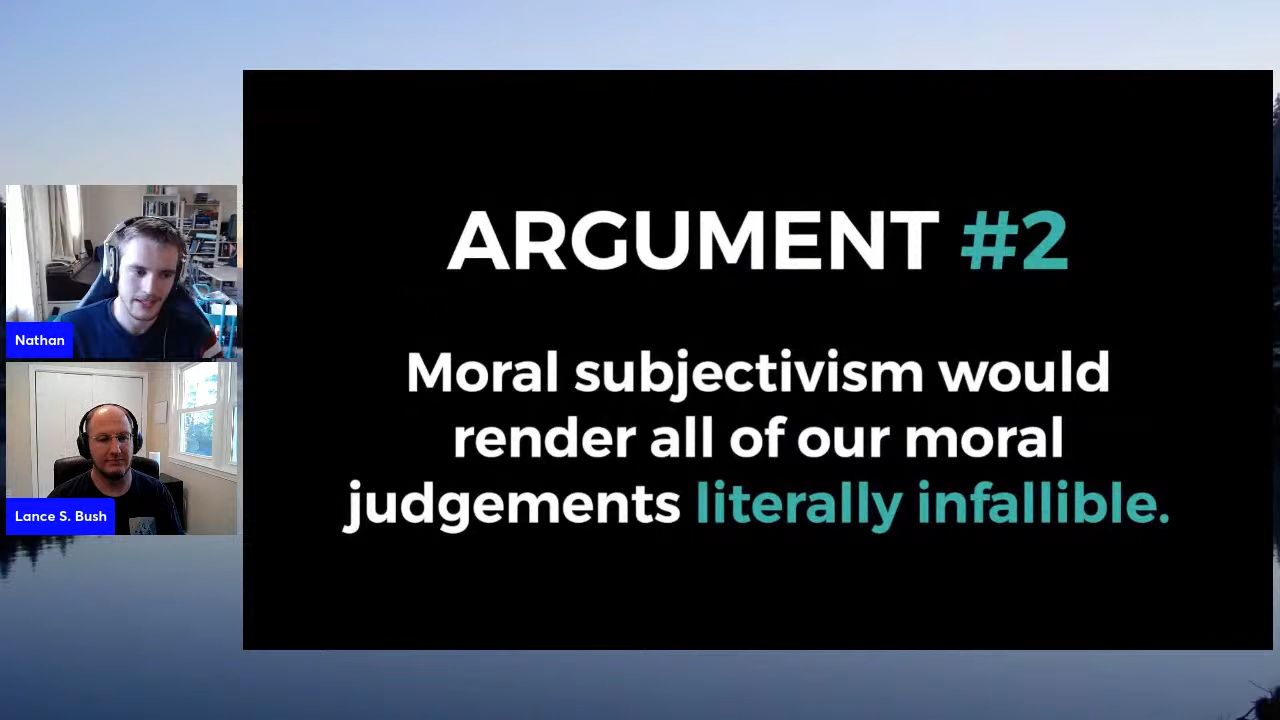 ARGUMENT #2
Moral subjectivism would
render all of our moral
judgements literally infallible.
Nathan
Lance S. Bush